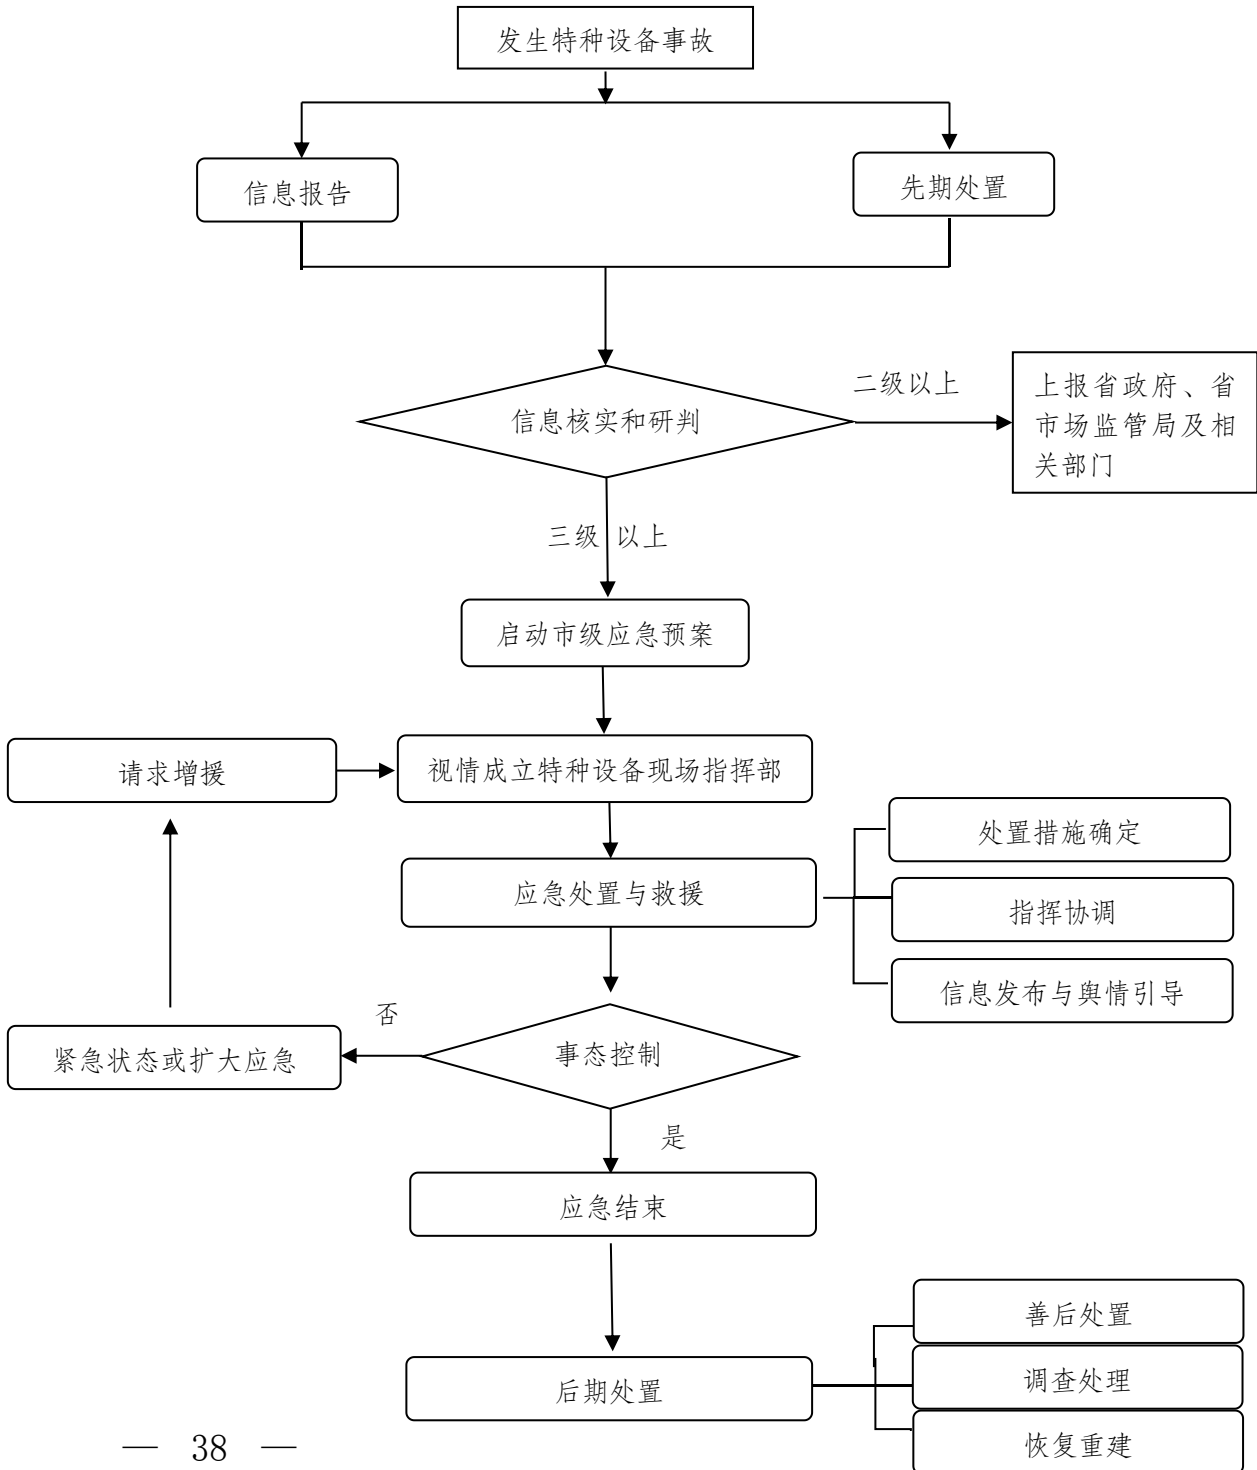 发生特种设备事故
信息报告
先期处置
信息核实和研判
二级以上
上报省政府、省
市场监管局及相
关部门
三级 以上
启动市级应急预案
请求增援
视情成立特种设备现场指挥部
处置措施确定
应急处置与救援
指挥协调
信息发布与舆情引导
否
紧急状态或扩大应急
事态控制
是
应急结束
善后处置
后期处置
调查处理
恢复重建
— 38 —